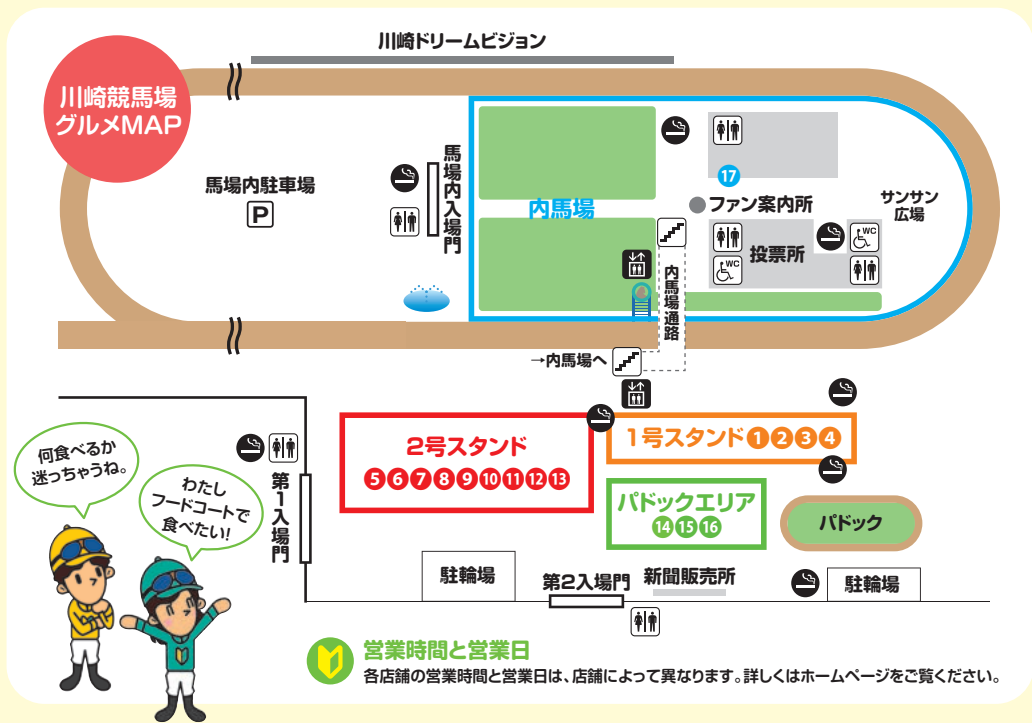 川崎競馬場
グルメMAP
川崎ドリームビジョン
馬場内駐車場
P
馬場内入場門
内馬場
17
ファン案内所
サンサン
広場
投票所
WC
WC
内馬場通路
→内馬場へ
2号スタンド
5 6 7 8 9 10 11 12 13
1号スタンド 1 2 3 4
パドックエリア
14 15 16
パドック
何食べるか
迷っちゃうね。
わたし
フードコートで
食べたい!
第1入場門
駐輪場
第2入場門
新聞販売所
駐輪場
営業時間と営業日
各店舗の営業時間と営業日は、店舗によって異なります。詳しくはホームページをご覧ください。